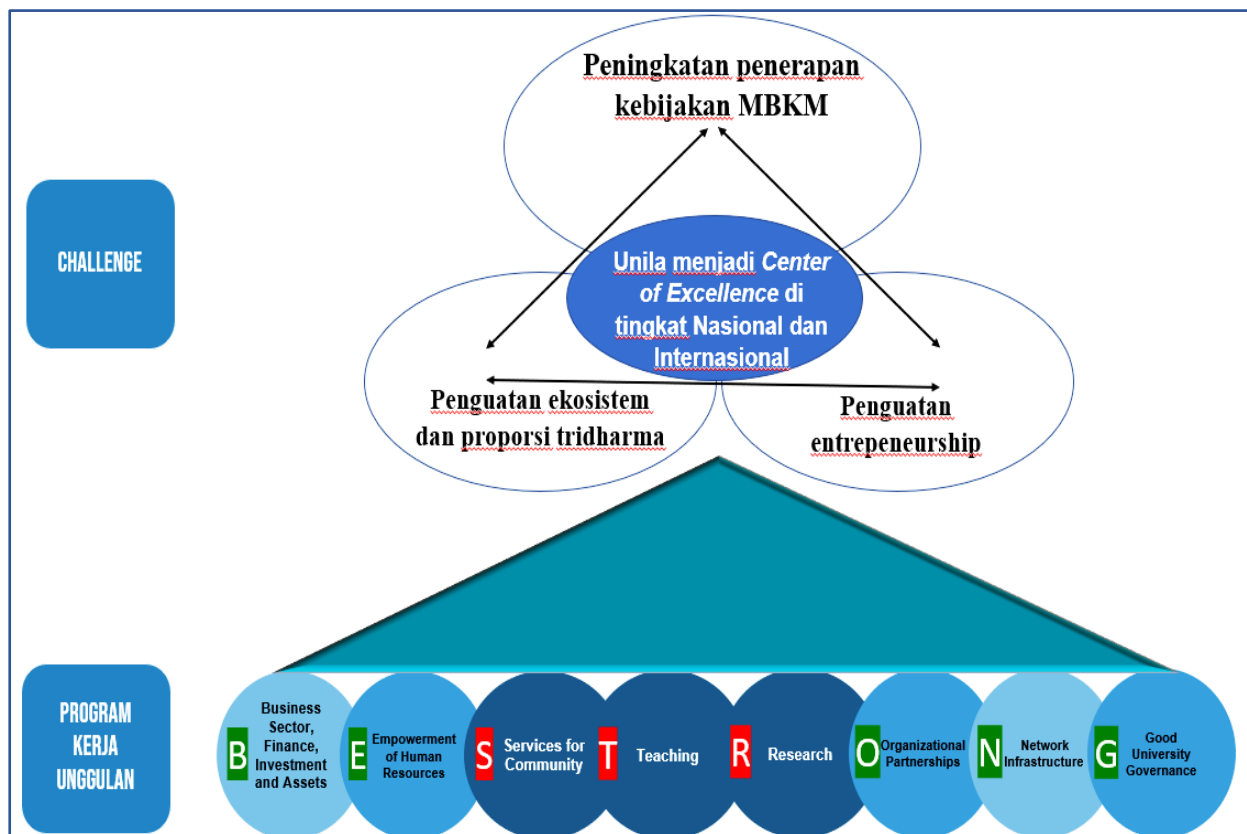 Peningkatan penerapan
kebijakan MBKM
CHALLENGE
Unila menjadi Center
of Excellence di
tingkat Nasional dan
Internasional
Penguatan ekosistem
dan proporsi tridharma
Penguatan
entrepeneurship
PROGRAM
KERJA
UNGGULAN
B
Business
Sector,
Finance,
Investment
and Assets
E
Empowerment
of Human
Resources
S
Services for
Community
T
Teaching
R
Research
O
Organizational
Partnerships
N
Network
Infrastructure
G
Good
University
Governance